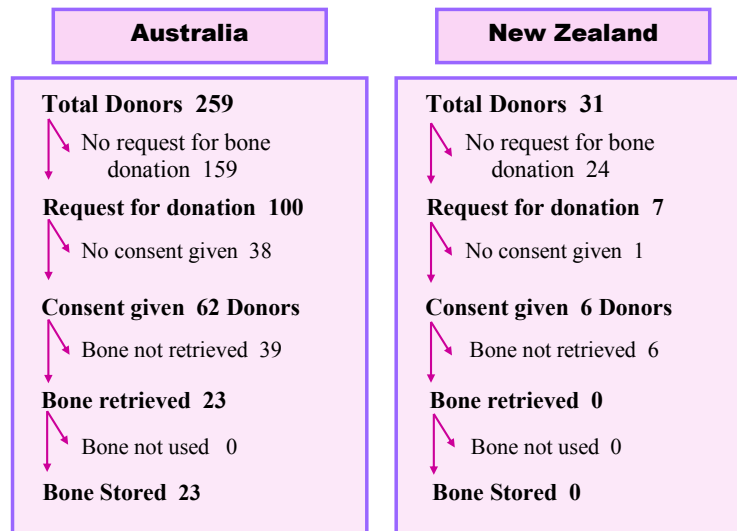 Australia
Total Donors 259
No request for bone
donation 159
Request for donation 100
No consent given 38
Consent given 62 Donors
Bone not retrieved 39
Bone retrieved 23
Bone not used 0
Bone Stored 23
New Zealand
Total Donors 31
No request for bone
donation 24
Request for donation 7
No consent given 1
Consent given 6 Donors
Bone not retrieved 6
Bone retrieved 0
Bone not used 0
Bone Stored 0